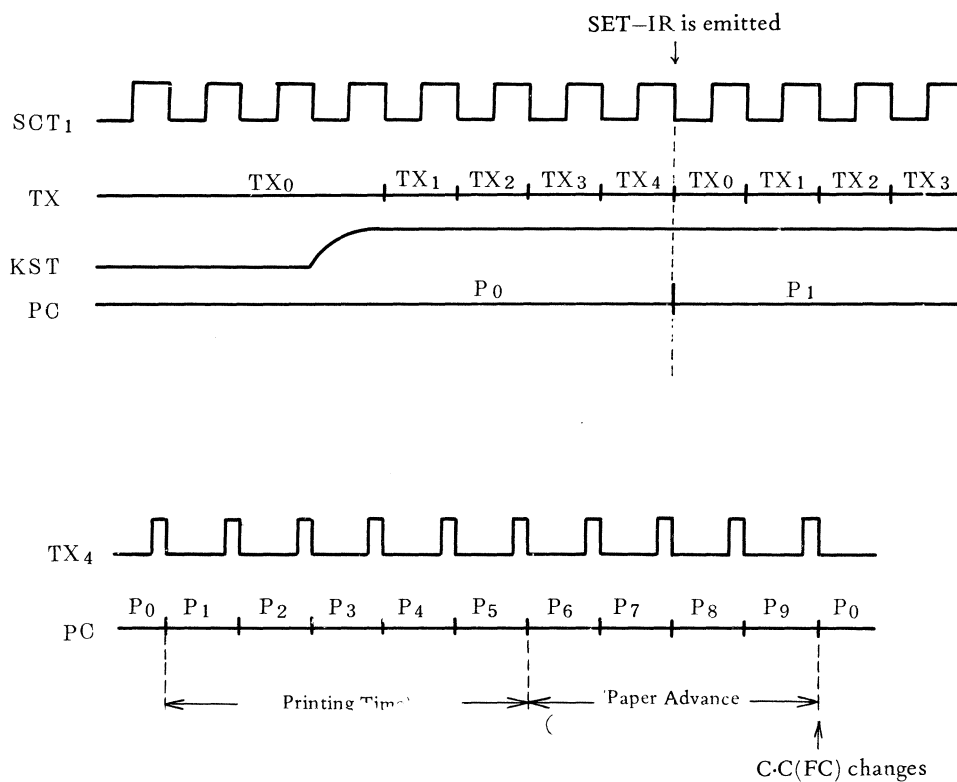 SET–IR is emitted
SCT1
TX
TX0 TX1 TX2 TX3 TX4 TX0 TX1 TX2 TX3
KST
PC
P0 P1
TX4
P0 P1 P2 P3 P4 P5 P6 P7 P8 P9 P0
PC
Printing Paper Advance
C·C(FC) changes